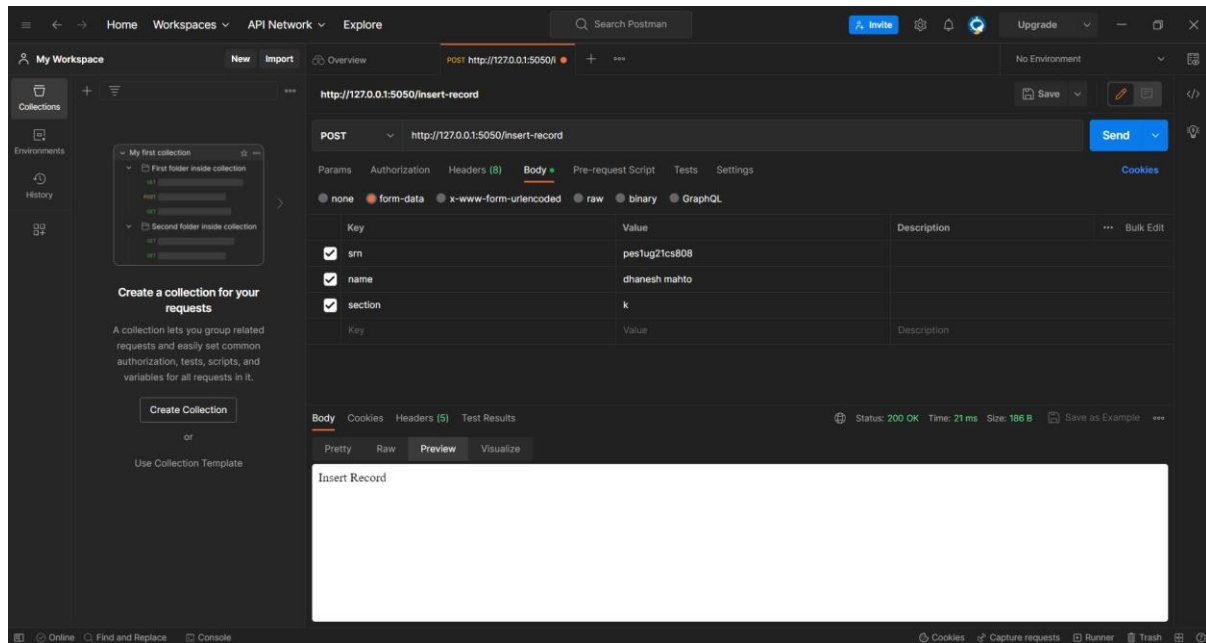 Home Workspaces API Network Explore Search Postman Invite Upgrade
My Workspace New Import Overview POST http://127.0.0.1:5050/i No Environment
Collections
Environments
History
My first collection
First folder inside collection
GET
POST
GET
Second folder inside collection
GET
GET
Create a collection for your
requests
A collection lets you group related
requests and easily set common
authorization, tests, scripts, and
variables for all requests in it.
Create Collection
or
Use Collection Template
http://127.0.0.1:5050/insert-record Save
POST http://127.0.0.1:5050/insert-record Send
Params Authorization Headers (8) Body Pre-request Script Tests Settings Cookies
none form-data x-www-form-urlencoded raw binary GraphQL
Key Value Description Bulk Edit
srn pes1ug21cs808
name dhanesh mahto
section k
Key Value Description
Body Cookies Headers (5) Test Results Status: 200 OK Time: 21 ms Size: 186 B Save as Example
Pretty Raw Preview Visualize
Insert Record
Online Find and Replace Console Cookies Capture requests Runner Trash